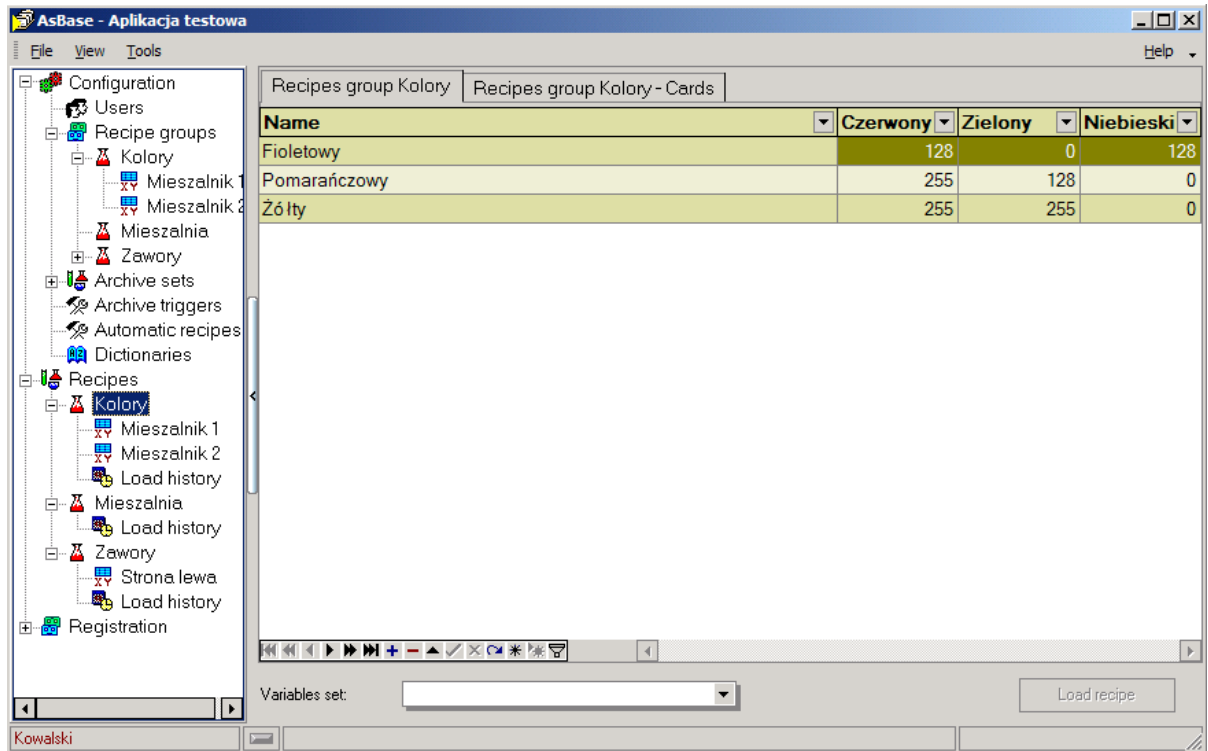 AsBase - Aplikacja testowa
File View Tools Help
Configuration
Users
Recipe groups
Kolory
Mieszalnik 1
Mieszalnik 2
Mieszalnia
Zawory
Archive sets
Archive triggers
Automatic recipes
Dictionaries
Recipes
Kolory
Mieszalnik 1
Mieszalnik 2
Load history
Mieszalnia
Load history
Zawory
Strona lewa
Load history
Registration
Recipes group Kolory Recipes group Kolory - Cards
Name Czerwony Zielony Niebieski
Fioletowy 128 0 128
Pomarańczowy 255 128 0
Żółty 255 255 0
Variables set: Load recipe
Kowalski